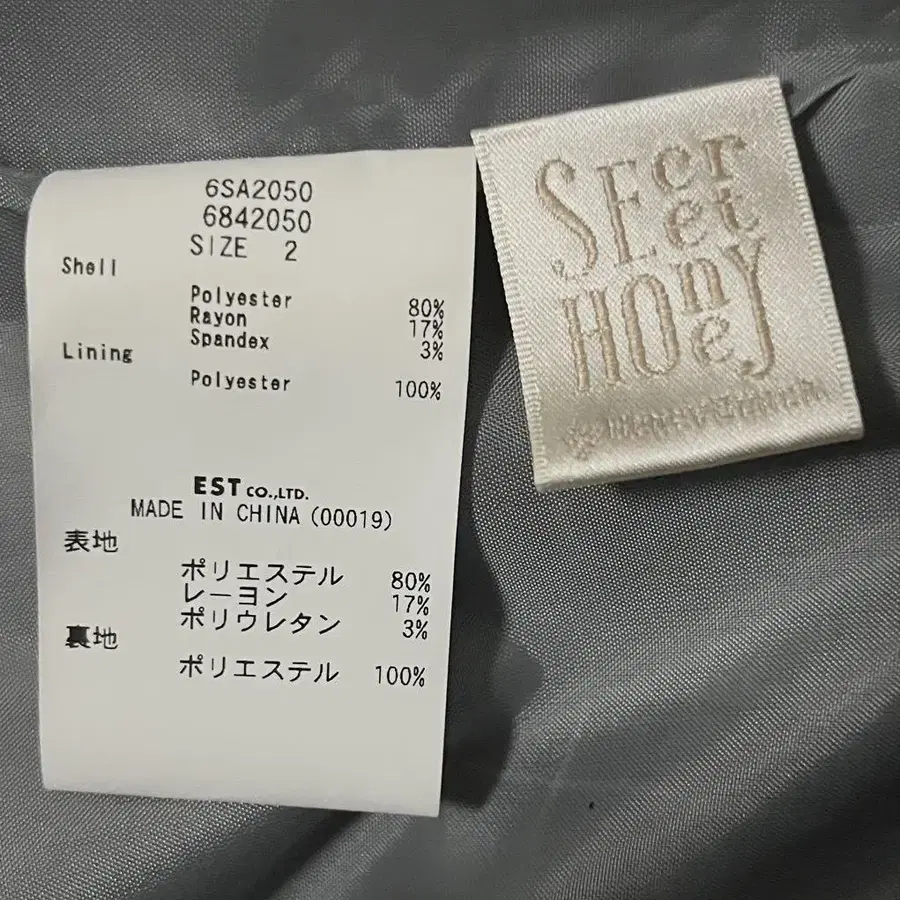 6SA2050
6842050
SIZE 2
Shell
Polyester 80%
Rayon 17%
Spandex 3%
Lining
Polyester 100%
EST CO.,LTD.
MADE IN CHINA (00019)
表地
ポリエステル 80%
レーヨン 17%
ポリウレタン 3%
裏地
ポリエステル 100%
SEcret
HOneY